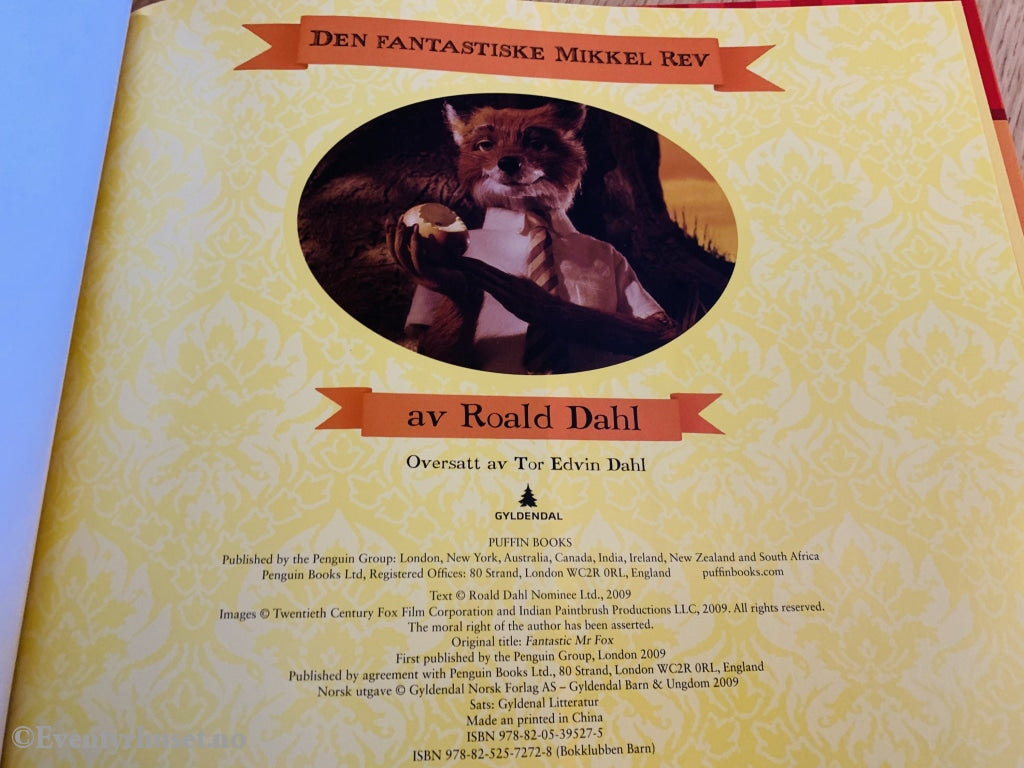 DEN FANTASTISKE MIKKEL REV
av Roald Dahl
Oversatt av Tor Edvin Dahl
GYLDENDAL
PUFFIN BOOKS
Published by the Penguin Group: London, New York, Australia, Canada, India, Ireland, New Zealand and South Africa
Penguin Books Ltd, Registered Offices: 80 Strand, London WC2R 0RL, England puffinbooks.com
Text © Roald Dahl Nominee Ltd., 2009
Images © Twentieth Century Fox Film Corporation and Indian Paintbrush Productions LLC, 2009. All rights reserved.
The moral right of the author has been asserted.
Original title: Fantastic Mr Fox
First published by the Penguin Group, London 2009
Published by agreement with Penguin Books Ltd., 80 Strand, London WC2R 0RL, England
Norsk utgave © Gyldendal Norsk Forlag AS – Gyldendal Barn & Ungdom 2009
Sats: Gyldenal Litteratur
Made an printed in China
ISBN 978-82-05-39527-5
ISBN 978-82-525-7272-8 (Bokklubben Barn)
©Eventyrhuset.no